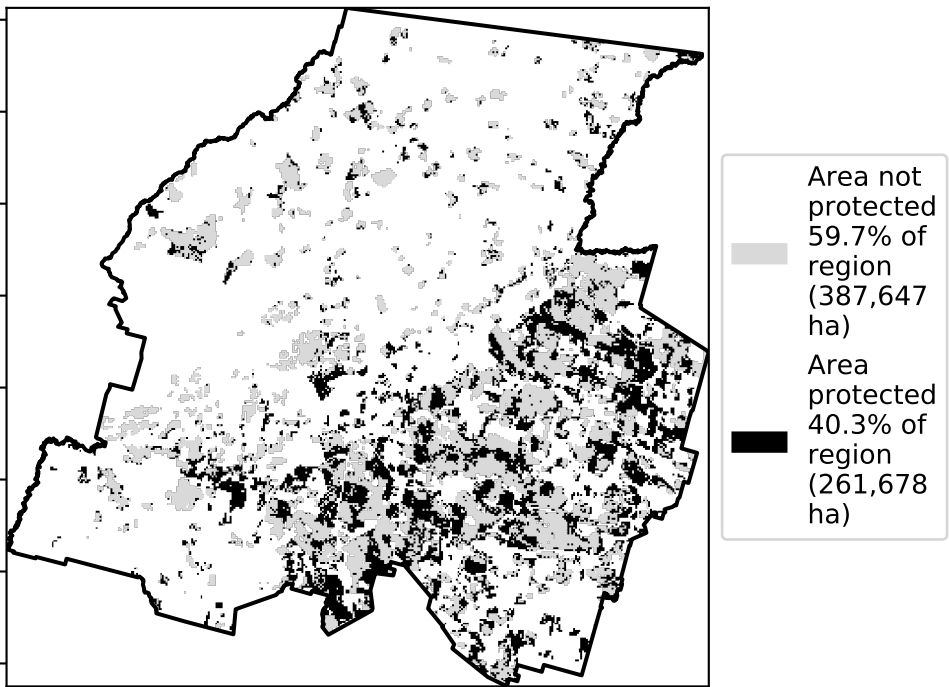 Area not
protected
59.7% of
region
(387,647
ha)
Area
protected
40.3% of
region
(261,678
ha)